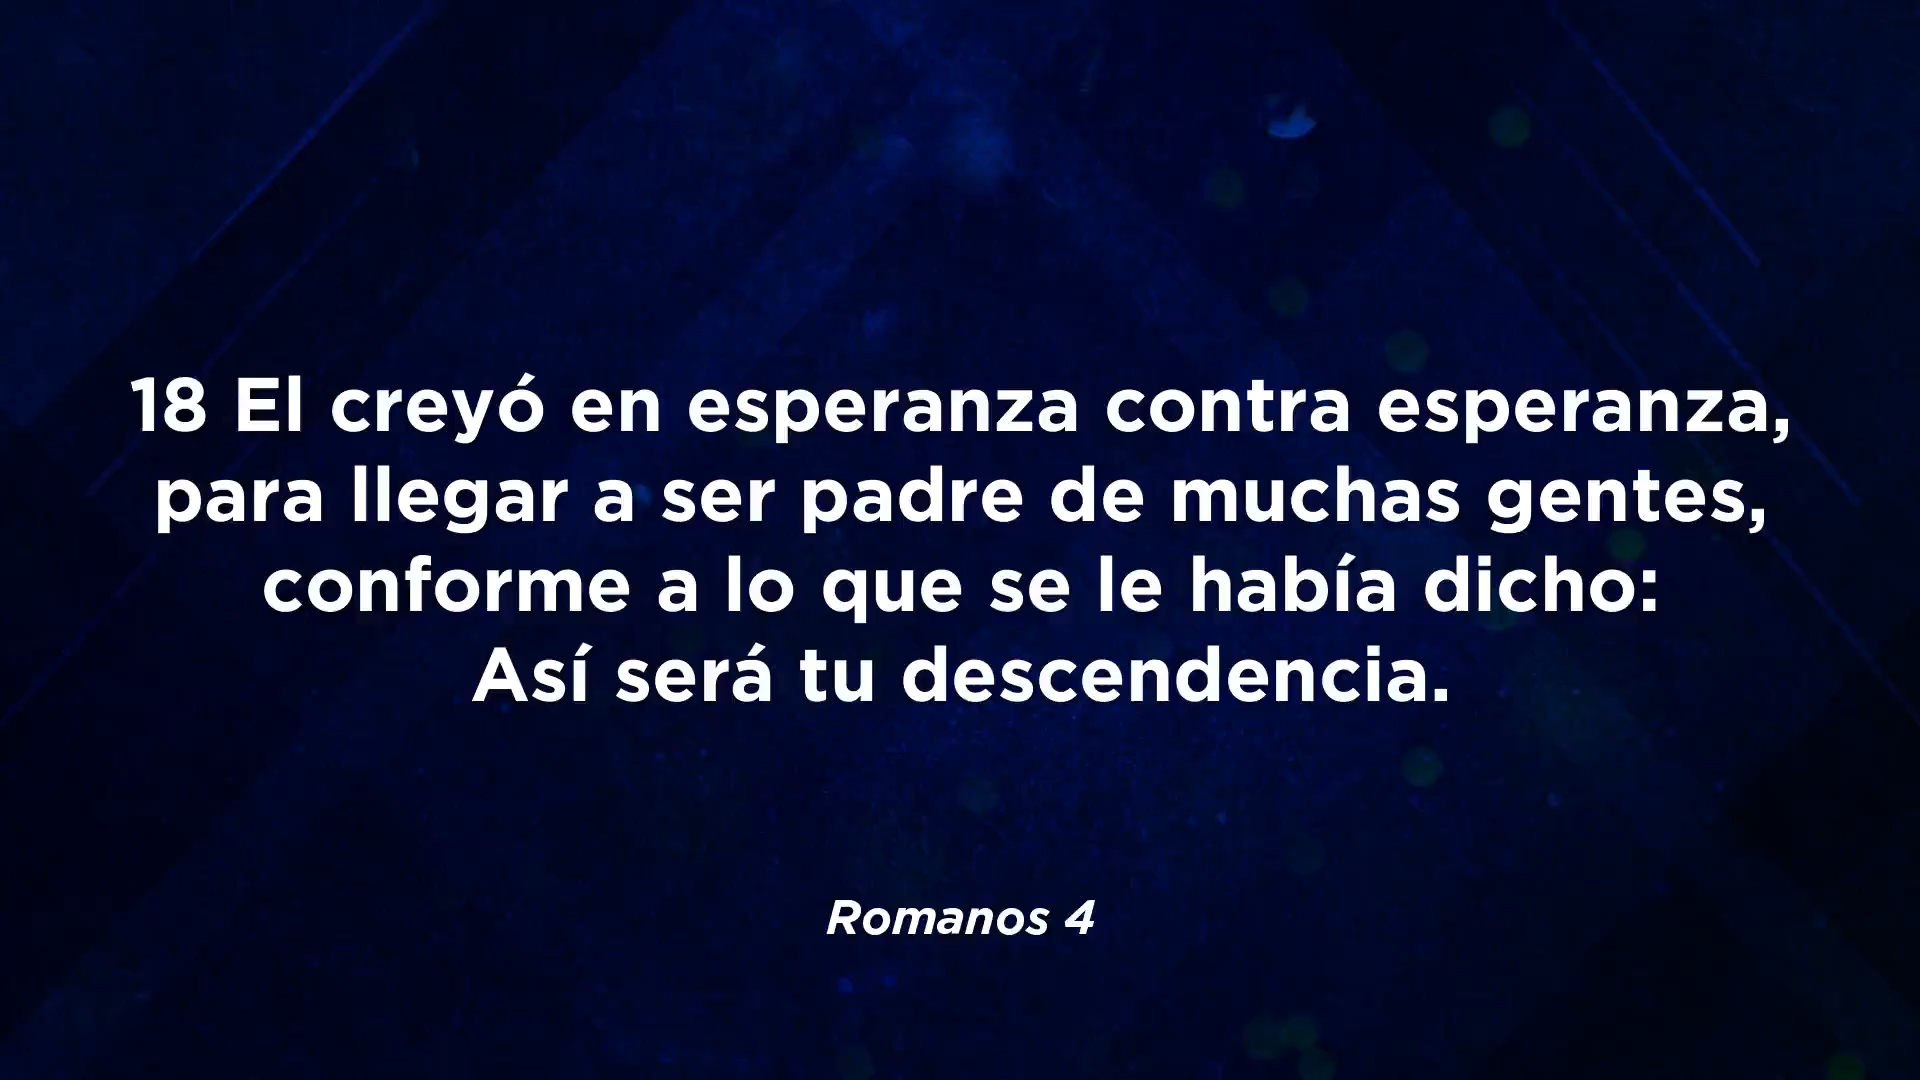 18 El creyó en esperanza contra esperanza,
para llegar a ser padre de muchas gentes,
conforme a lo que se le había dicho:
Así será tu descendencia.
Romanos 4